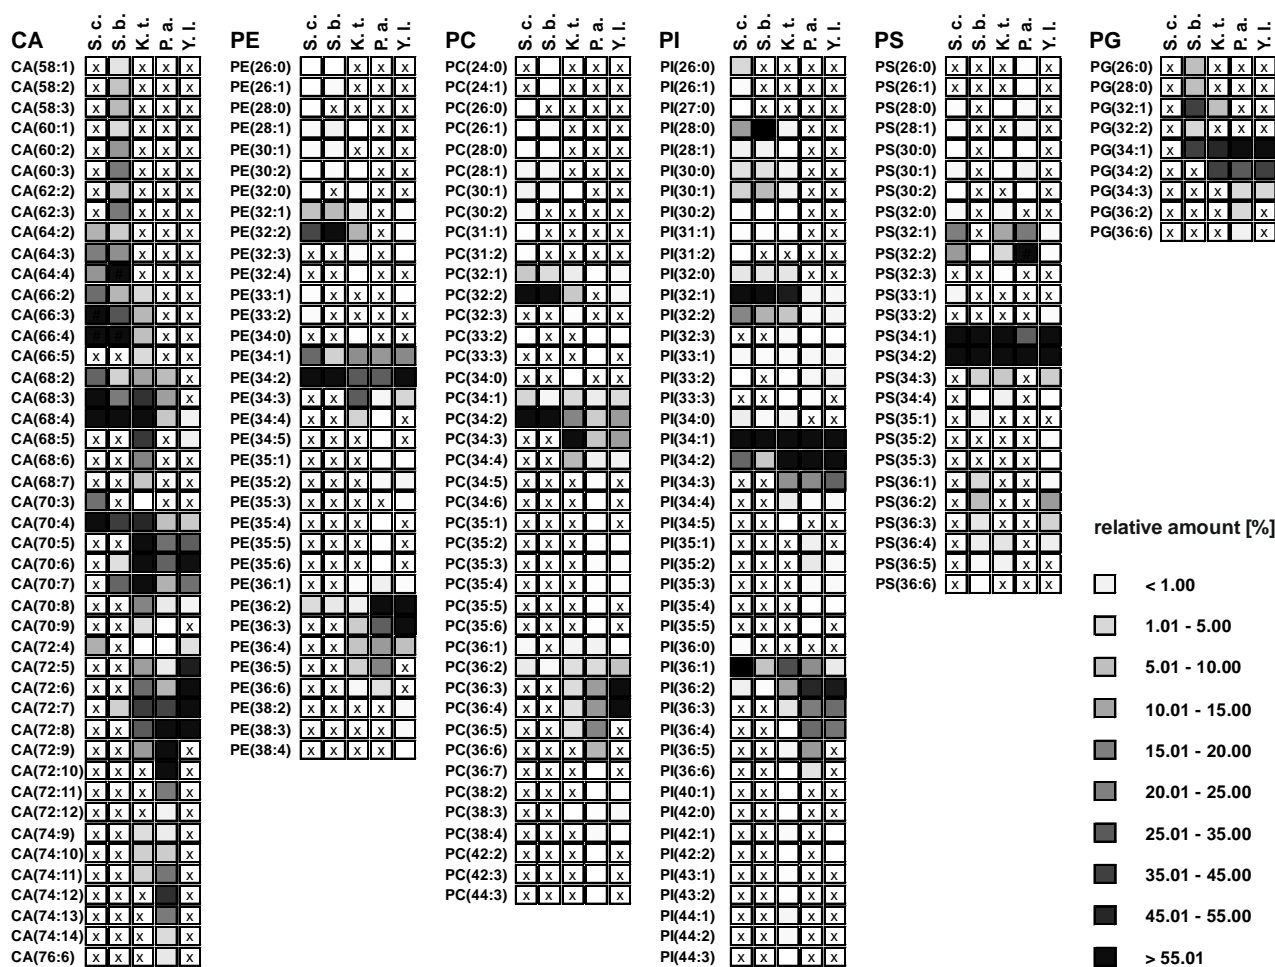 CA
S. c.
S. b.
K. t.
P. a.
Y. l.
CA(58:1)
CA(58:2)
CA(58:3)
CA(60:1)
CA(60:2)
CA(60:3)
CA(62:2)
CA(62:3)
CA(64:2)
CA(64:3)
CA(64:4)
CA(66:2)
CA(66:3)
CA(66:4)
CA(66:5)
CA(68:2)
CA(68:3)
CA(68:4)
CA(68:5)
CA(68:6)
CA(68:7)
CA(70:3)
CA(70:4)
CA(70:5)
CA(70:6)
CA(70:7)
CA(70:8)
CA(70:9)
CA(72:4)
CA(72:5)
CA(72:6)
CA(72:7)
CA(72:8)
CA(72:9)
CA(72:10)
CA(72:11)
CA(72:12)
CA(74:9)
CA(74:10)
CA(74:11)
CA(74:12)
CA(74:13)
CA(74:14)
CA(76:6)
PE
S. c.
S. b.
K. t.
P. a.
Y. l.
PE(26:0)
PE(26:1)
PE(28:0)
PE(28:1)
PE(30:1)
PE(30:2)
PE(32:0)
PE(32:1)
PE(32:2)
PE(32:3)
PE(32:4)
PE(33:1)
PE(33:2)
PE(34:0)
PE(34:1)
PE(34:2)
PE(34:3)
PE(34:4)
PE(34:5)
PE(35:1)
PE(35:2)
PE(35:3)
PE(35:4)
PE(35:5)
PE(35:6)
PE(36:1)
PE(36:2)
PE(36:3)
PE(36:4)
PE(36:5)
PE(36:6)
PE(38:2)
PE(38:3)
PE(38:4)
PC
S. c.
S. b.
K. t.
P. a.
Y. l.
PC(24:0)
PC(24:1)
PC(26:0)
PC(26:1)
PC(28:0)
PC(28:1)
PC(30:1)
PC(30:2)
PC(31:1)
PC(31:2)
PC(32:1)
PC(32:2)
PC(32:3)
PC(33:2)
PC(33:3)
PC(34:0)
PC(34:1)
PC(34:2)
PC(34:3)
PC(34:4)
PC(34:5)
PC(34:6)
PC(35:1)
PC(35:2)
PC(35:3)
PC(35:4)
PC(35:5)
PC(35:6)
PC(36:1)
PC(36:2)
PC(36:3)
PC(36:4)
PC(36:5)
PC(36:6)
PC(36:7)
PC(38:2)
PC(38:3)
PC(38:4)
PC(42:2)
PC(42:3)
PC(44:3)
PI
S. c.
S. b.
K. t.
P. a.
Y. l.
PI(26:0)
PI(26:1)
PI(27:0)
PI(28:0)
PI(28:1)
PI(30:0)
PI(30:1)
PI(30:2)
PI(31:1)
PI(31:2)
PI(32:0)
PI(32:1)
PI(32:2)
PI(32:3)
PI(33:1)
PI(33:2)
PI(33:3)
PI(34:0)
PI(34:1)
PI(34:2)
PI(34:3)
PI(34:4)
PI(34:5)
PI(35:1)
PI(35:2)
PI(35:3)
PI(35:4)
PI(35:5)
PI(36:0)
PI(36:1)
PI(36:2)
PI(36:3)
PI(36:4)
PI(36:5)
PI(36:6)
PI(40:1)
PI(42:0)
PI(42:1)
PI(42:2)
PI(43:1)
PI(43:2)
PI(44:1)
PI(44:2)
PI(44:3)
PS
S. c.
S. b.
K. t.
P. a.
Y. l.
PS(26:0)
PS(26:1)
PS(28:0)
PS(28:1)
PS(30:0)
PS(30:1)
PS(30:2)
PS(32:0)
PS(32:1)
PS(32:2)
PS(32:3)
PS(33:1)
PS(33:2)
PS(34:1)
PS(34:2)
PS(34:3)
PS(34:4)
PS(35:1)
PS(35:2)
PS(35:3)
PS(36:1)
PS(36:2)
PS(36:3)
PS(36:4)
PS(36:5)
PS(36:6)
PG
S. c.
S. b.
K. t.
P. a.
Y. l.
PG(26:0)
PG(28:0)
PG(32:1)
PG(32:2)
PG(34:1)
PG(34:2)
PG(34:3)
PG(36:2)
PG(36:6)
relative amount [%]
< 1.00
1.01 - 5.00
5.01 - 10.00
10.01 - 15.00
15.01 - 20.00
20.01 - 25.00
25.01 - 35.00
35.01 - 45.00
45.01 - 55.00
> 55.01